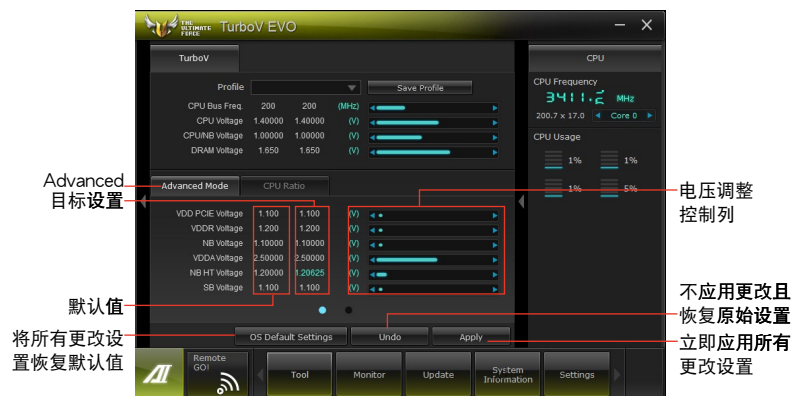 THE ULTIMATE FORCE TurboV EVO
TurboV
Profile
Save Profile
CPU Bus Freq. 200 200 (MHz)
CPU Voltage 1.40000 1.40000 (V)
CPU/NB Voltage 1.00000 1.00000 (V)
DRAM Voltage 1.650 1.650 (V)
CPU
CPU Frequency
3411.2 MHz
200.7 x 17.0 Core 0
CPU Usage
1% 1%
1% 5%
Advanced Mode CPU Ratio
VDD PCIE Voltage 1.100 1.100 (V)
VDDR Voltage 1.200 1.200 (V)
NB Voltage 1.10000 1.10000 (V)
VDDA Voltage 2.50000 2.50000 (V)
NB HT Voltage 1.20000 1.20625 (V)
SB Voltage 1.100 1.100 (V)
OS Default Settings Undo Apply
AI
Remote
GO!
Tool
Monitor
Update
System
Information
Settings
Advanced
目标设置
默认值
将所有更改设
置恢复默认值
电压调整
控制列
不应用更改且
恢复原始设置
立即应用所有
更改设置